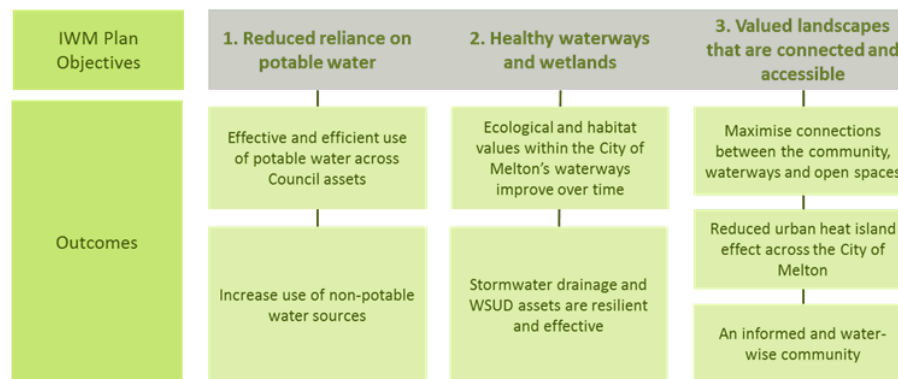 IWM Plan
Objectives
1. Reduced reliance on
potable water
2. Healthy waterways
and wetlands
3. Valued landscapes
that are connected and
accessible
Outcomes
Effective and efficient use
of potable water across
Council assets
Increase use of non-potable
water sources
Ecological and habitat
values within the City of
Melton’s waterways
improve over time
Stormwater drainage and
WSUD assets are resilient
and effective
Maximise connections
between the community,
waterways and open spaces
Reduced urban heat island
effect across the City of
Melton
An informed and water-
wise community